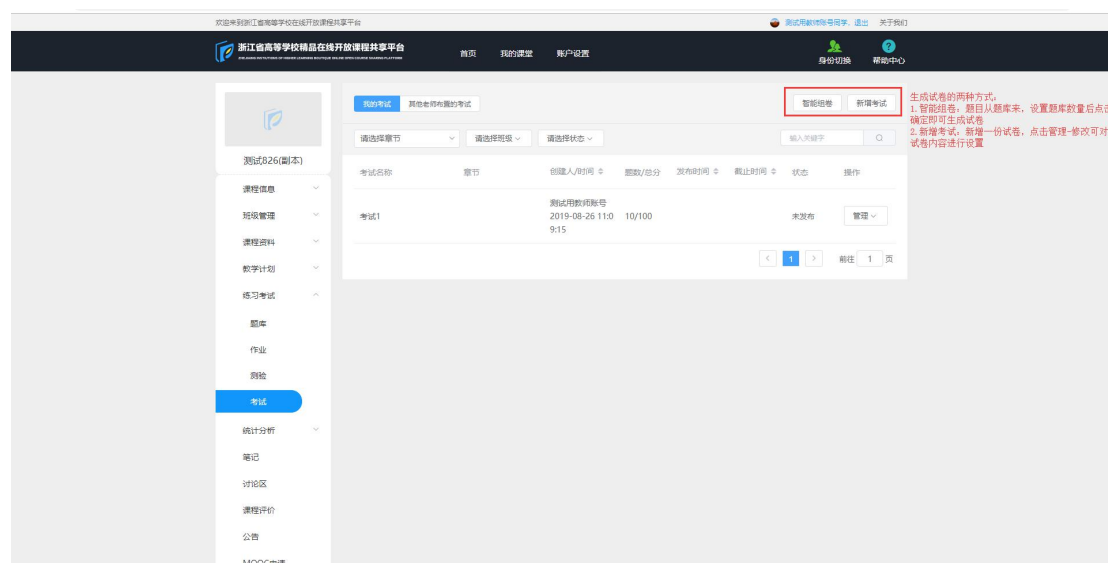 欢迎来到浙江省高等学校在线开放课程共享平台
测试用教师账号同学，退出 关于我们
浙江省高等学校精品在线开放课程共享平台
首页 我的课堂 账户设置
身份切换 帮助中心
测试826(副本)
课程信息
班级管理
课程资料
教学计划
练习考试
题库
作业
测验
考试
统计分析
笔记
讨论区
课程评价
公告
我的考试 其他老师布置的考试
智能组卷 新增考试
请选择章节 请选择班级 请选择状态 输入关键字
考试名称 章节 创建人/时间 题数/总分 发布时间 截止时间 状态 操作
测试用教师账号
考试1 2019-08-26 11:0 10/100 未发布 管理
9:15
1 前往 1 页
生成试卷的两种方式：
1.智能组卷：题目从题库来，设置题库数量后点击
确定即可生成试卷
2.新增考试：新增一份试卷，点击管理-修改可对
试卷内容进行设置